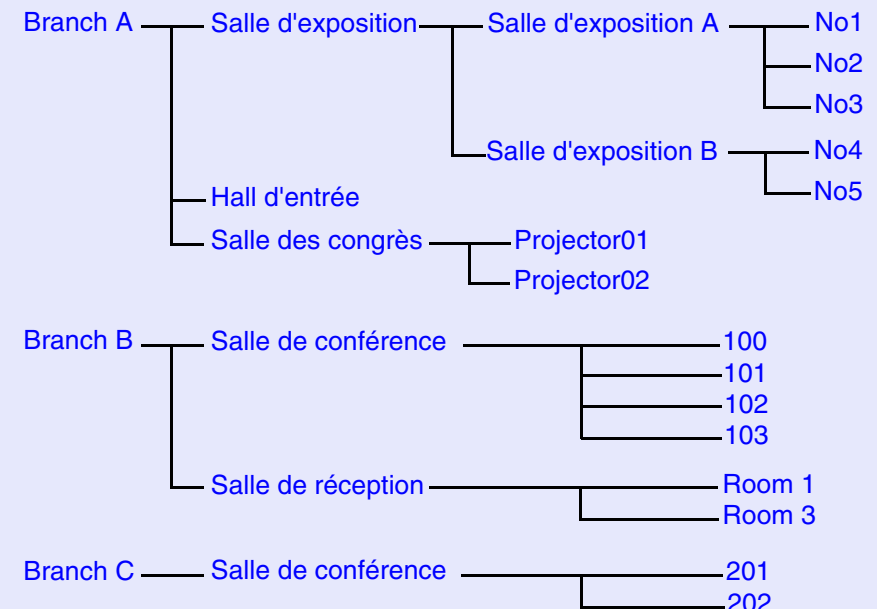 Branch A Salle d'exposition Salle d'exposition A No1
No2
No3
Salle d'exposition B No4
No5
Hall d'entrée
Salle des congrès Projector01
Projector02
Branch B Salle de conférence 100
101
102
103
Salle de réception Room 1
Room 3
Branch C Salle de conférence 201
202